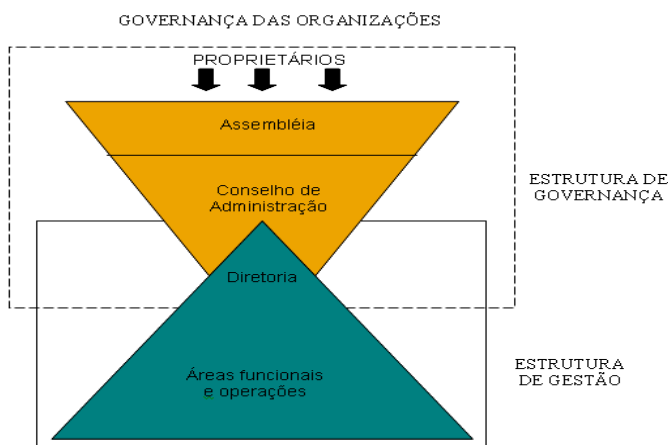 GOVERNANÇA DAS ORGANIZAÇÕES
PROPRIETÁRIOS
Assembléia
Conselho de
Administração
ESTRUTURA DE
GOVERNANÇA
Diretoria
Áreas funcionais
e operações
ESTRUTURA
DE GESTÃO